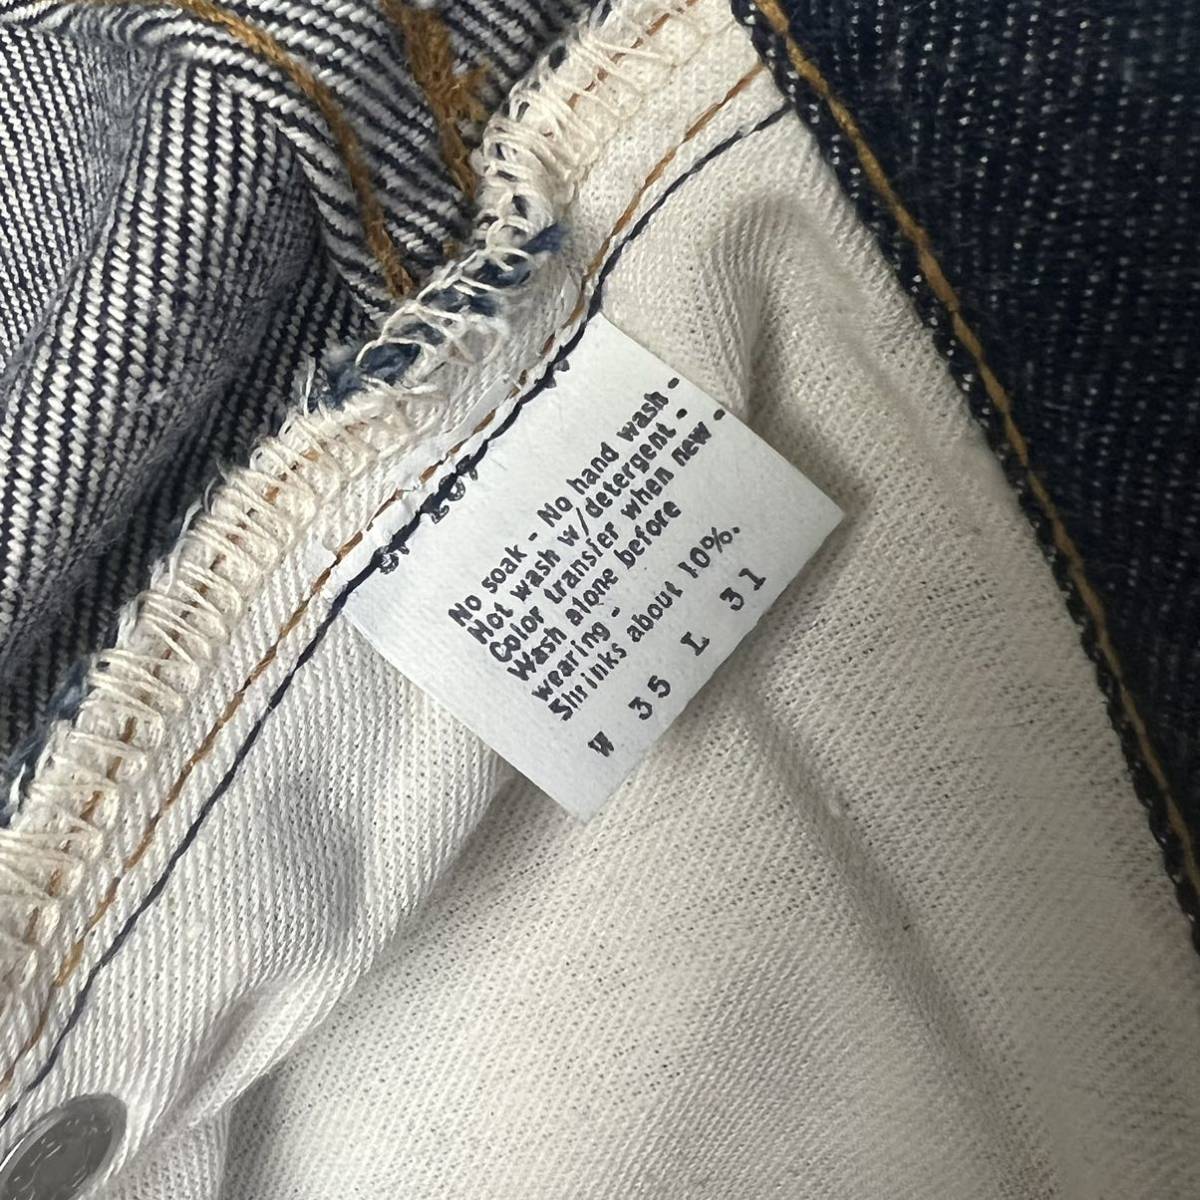 No soak - No hand wash -
Hot wash w/detergent -
Color transfer when new -
Wash alone before
wearing -
Shrinks about 10%.
W 35 L 31